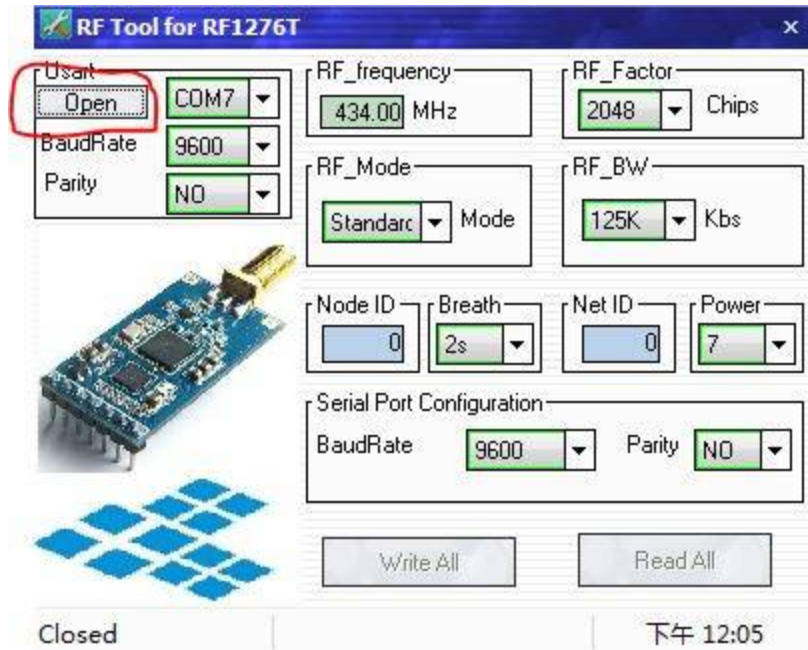 RF Tool for RF1276T
Usart
Open
COM7
BaudRate
9600
Parity
NO
RF_frequency
434.00 MHz
RF_Factor
2048 Chips
RF_Mode
Standarc Mode
RF_BW
125K Kbs
Node ID
0
Breath
2s
Net ID
0
Power
7
Serial Port Configuration
BaudRate 9600 Parity NO
Write All Read All
Closed 下午 12:05